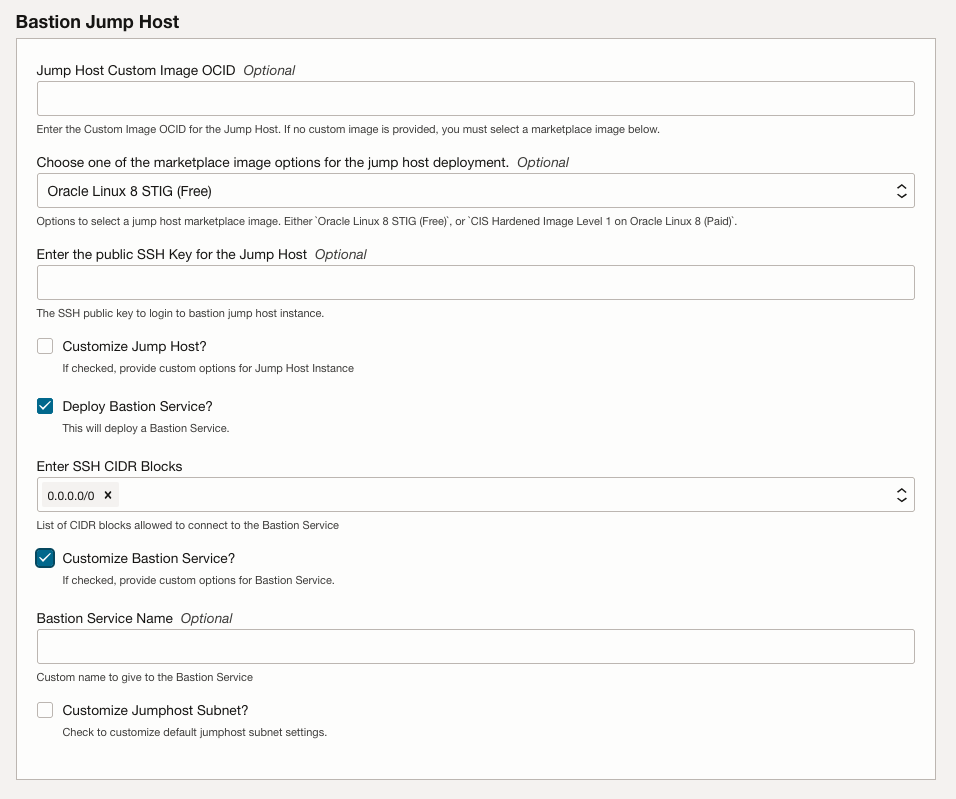 Bastion Jump Host
Jump Host Custom Image OCID Optional
Enter the Custom Image OCID for the Jump Host. If no custom image is provided, you must select a marketplace image below.
Choose one of the marketplace image options for the jump host deployment. Optional
Oracle Linux 8 STIG (Free)
Options to select a jump host marketplace image. Either `Oracle Linux 8 STIG (Free)`, or `CIS Hardened Image Level 1 on Oracle Linux 8 (Paid)`.
Enter the public SSH Key for the Jump Host Optional
The SSH public key to login to bastion jump host instance.
Customize Jump Host?
If checked, provide custom options for Jump Host Instance
Deploy Bastion Service?
This will deploy a Bastion Service.
Enter SSH CIDR Blocks
0.0.0.0/0
List of CIDR blocks allowed to connect to the Bastion Service
Customize Bastion Service?
If checked, provide custom options for Bastion Service.
Bastion Service Name Optional
Custom name to give to the Bastion Service
Customize Jumphost Subnet?
Check to customize default jumphost subnet settings.